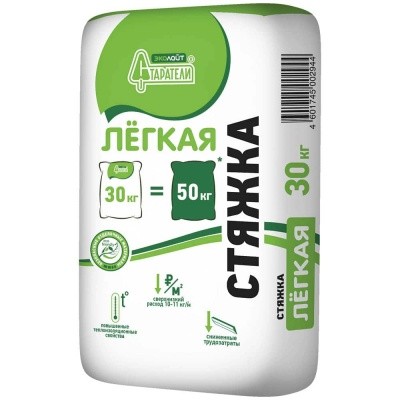 ЭКОЛАЙТ
СТАРАТЕЛИ
ЛЁГКАЯ
30 кг
=
50 кг
*
СТЯЖКА
t°
повышенные
теплоизоляционные
свойства
₽/м²
сверхнизкий
расход 10-11 кг/м
сниженные
трудозатраты
4 601745 002944
30 кг
СТЯЖКА
ЛЁГКАЯ